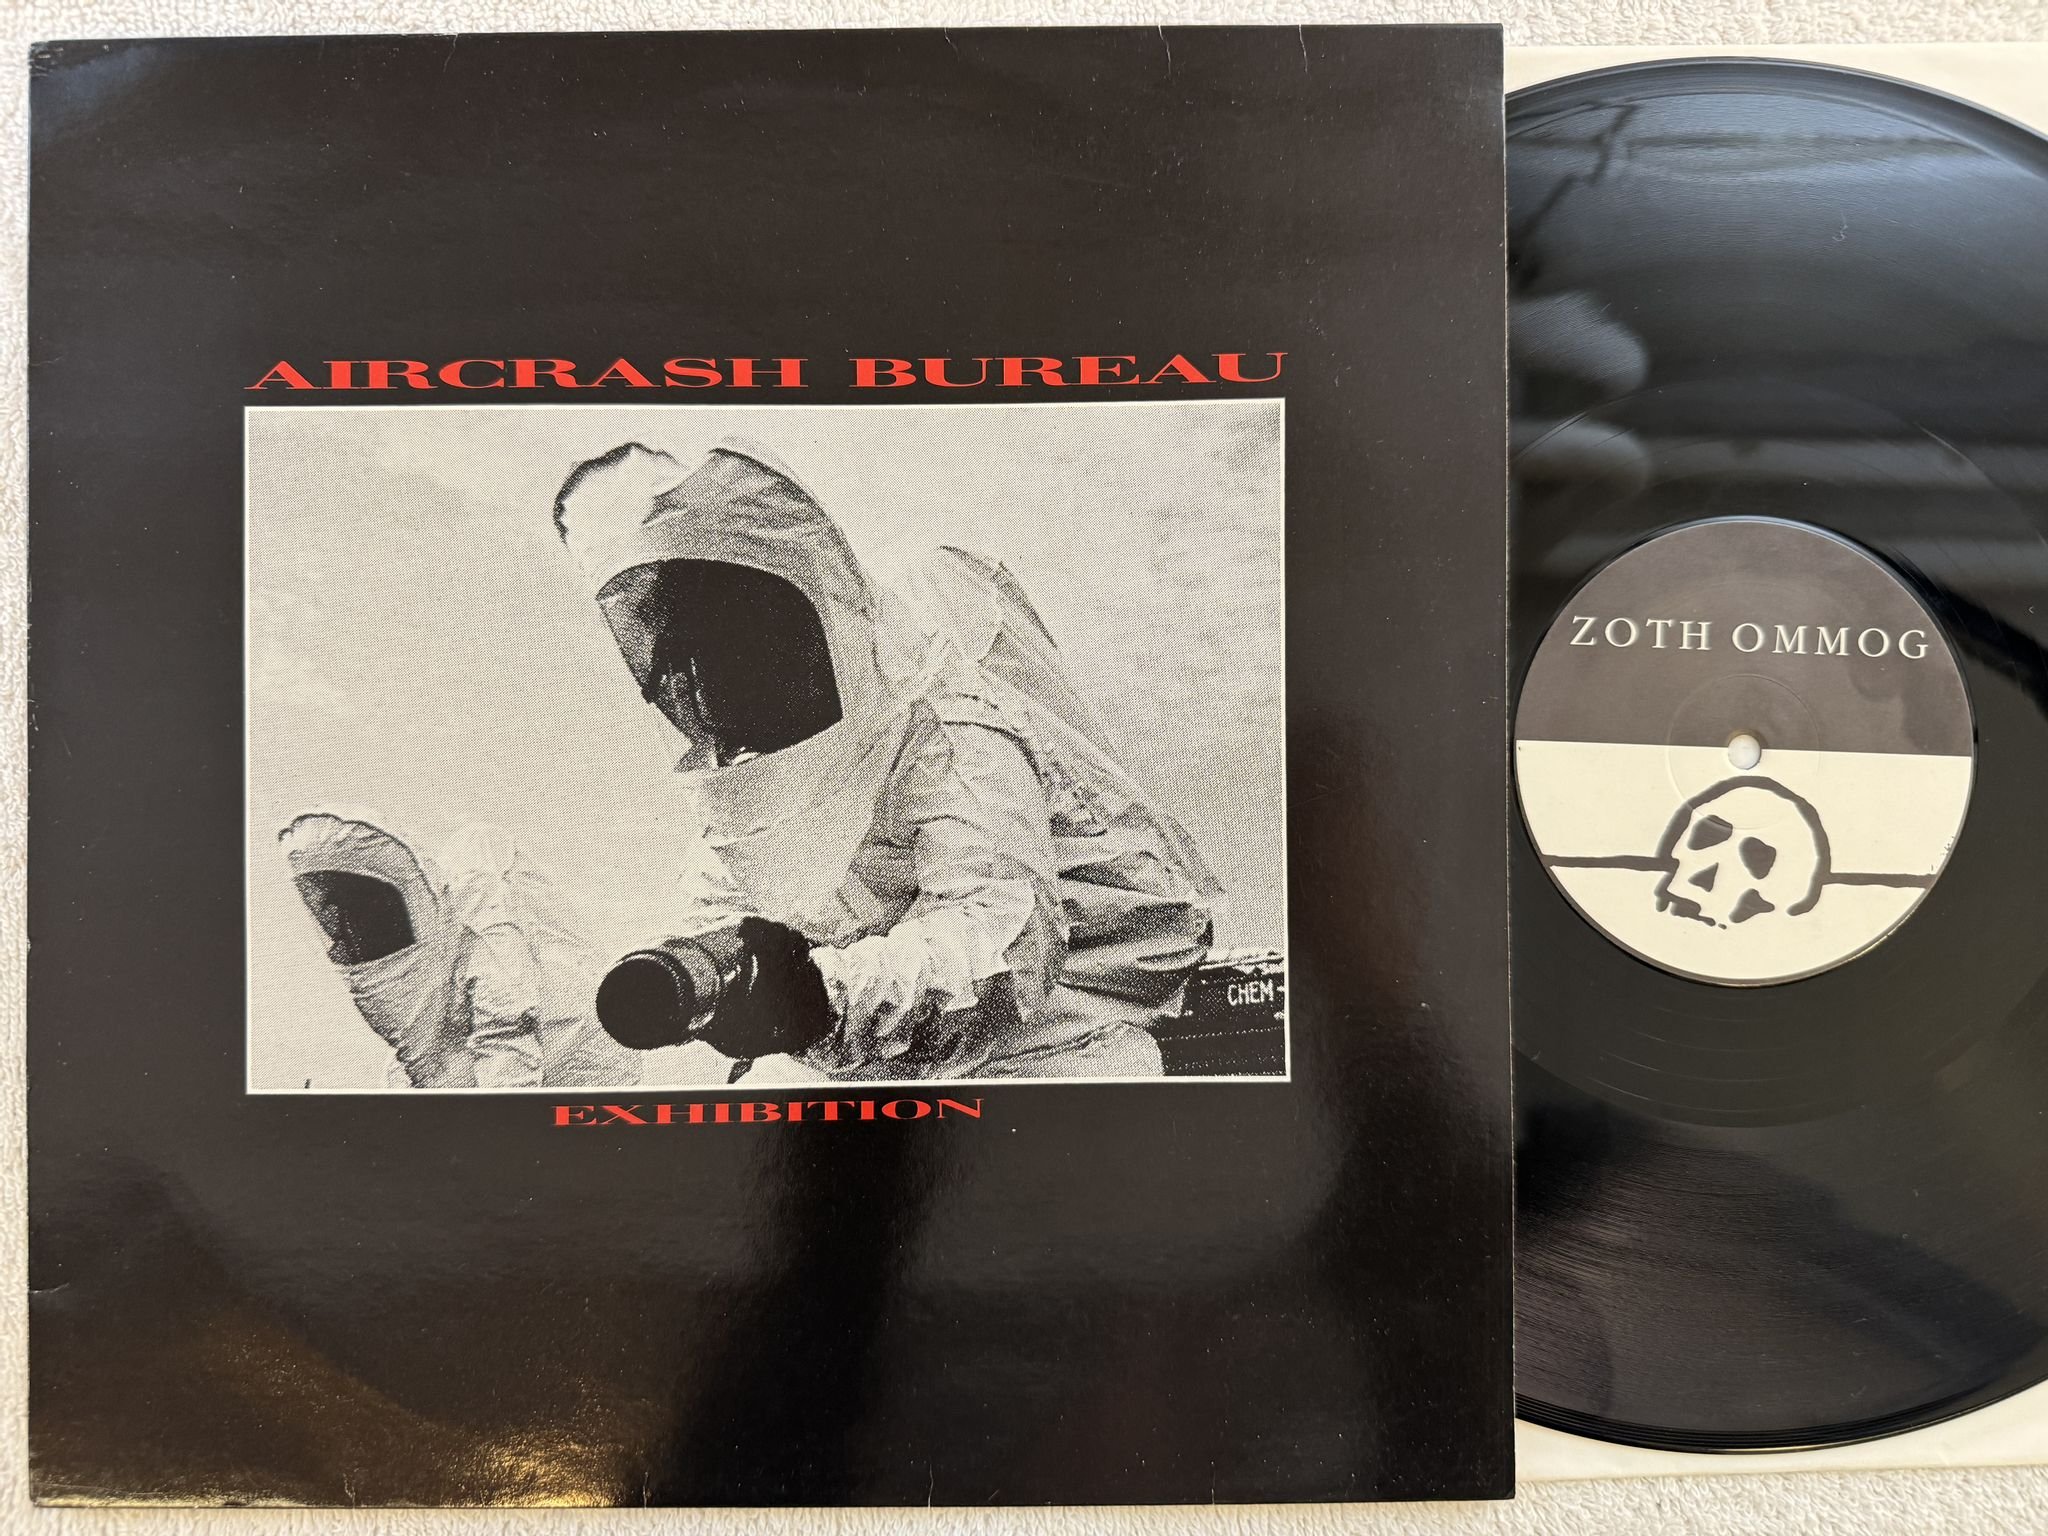 AIRCRASH BUREAU
CHEM-
EXHIBITION
ZOTH OMMOG